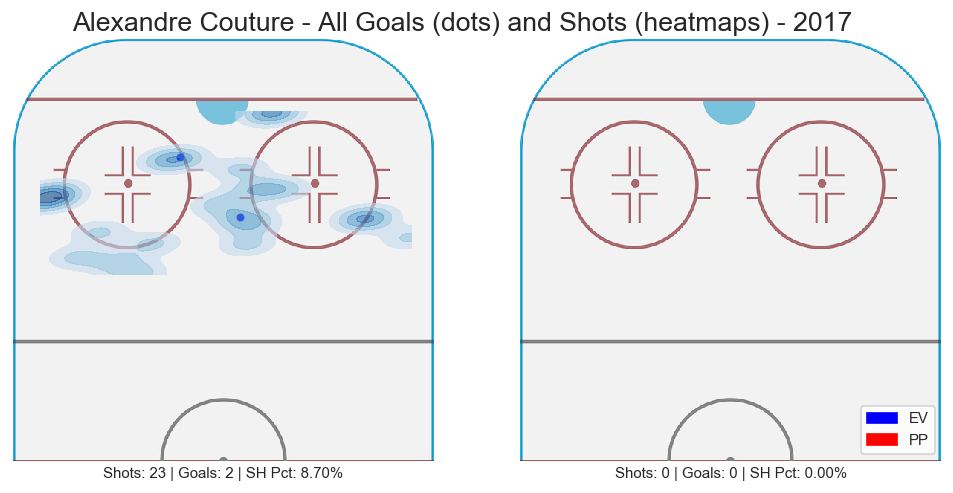 Alexandre Couture - All Goals (dots) and Shots (heatmaps) - 2017
EV
PP
Shots: 23 | Goals: 2 | SH Pct: 8.70%
Shots: 0 | Goals: 0 | SH Pct: 0.00%